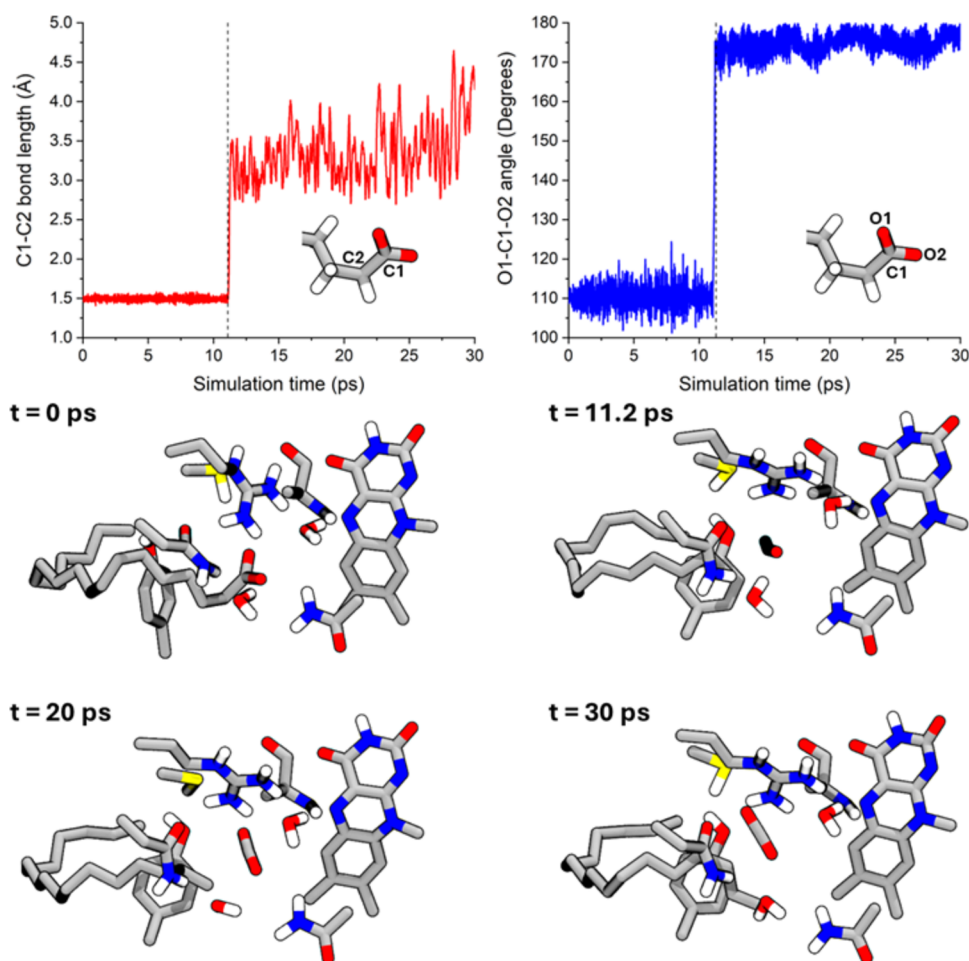 C1-C2 bond length (Å)
5.0
4.5
4.0
3.5
3.0
2.5
2.0
1.5
1.0
C2
C1
0
5
10
15
20
25
30
Simulation time (ps)
O1-C1-O2 angle (Degrees)
180
170
160
150
140
130
120
110
100
O1
O2
C1
0
5
10
15
20
25
30
Simulation time (ps)
t = 0 ps
t = 11.2 ps
t = 20 ps
t = 30 ps